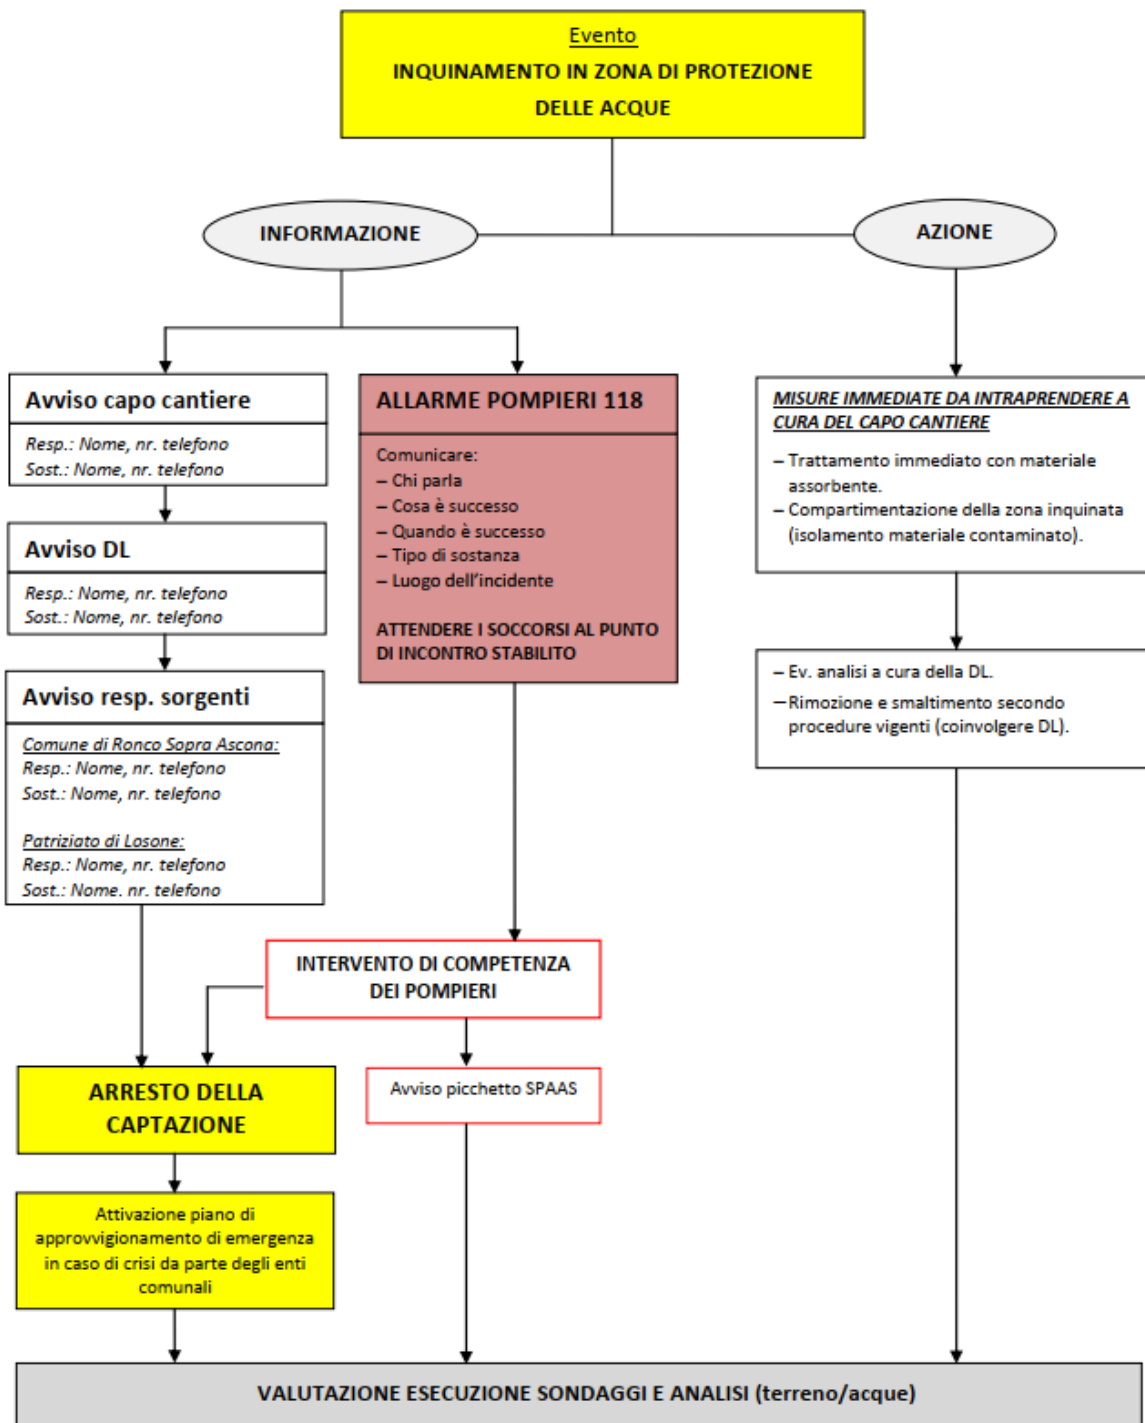 Evento
INQUINAMENTO IN ZONA DI PROTEZIONE
DELLE ACQUE
INFORMAZIONE
AZIONE
Avviso capo cantiere
Resp.: Nome, nr. telefono
Sost.: Nome, nr. telefono
Avviso DL
Resp.: Nome, nr. telefono
Sost.: Nome, nr. telefono
Avviso resp. sorgenti
Comune di Ronco Sopra Ascona:
Resp.: Nome, nr. telefono
Sost.: Nome, nr. telefono
Patriziato di Losone:
Resp.: Nome, nr. telefono
Sost.: Nome. nr. telefono
ALLARME POMPIERI 118
Comunicare:
– Chi parla
– Cosa è successo
– Quando è successo
– Tipo di sostanza
– Luogo dell'incidente
ATTENDERE I SOCCORSI AL PUNTO
DI INCONTRO STABILITO
MISURE IMMEDIATE DA INTRAPRENDERE A
CURA DEL CAPO CANTIERE
– Trattamento immediato con materiale
assorbente.
– Compartimentazione della zona inquinata
(isolamento materiale contaminato).
– Ev. analisi a cura della DL.
– Rimozione e smaltimento secondo
procedure vigenti (coinvolgere DL).
INTERVENTO DI COMPETENZA
DEI POMPIERI
Avviso picchetto SPAAS
ARRESTO DELLA
CAPTAZIONE
Attivazione piano di
approvvigionamento di emergenza
in caso di crisi da parte degli enti
comunali
VALUTAZIONE ESECUZIONE SONDAGGI E ANALISI (terreno/acque)